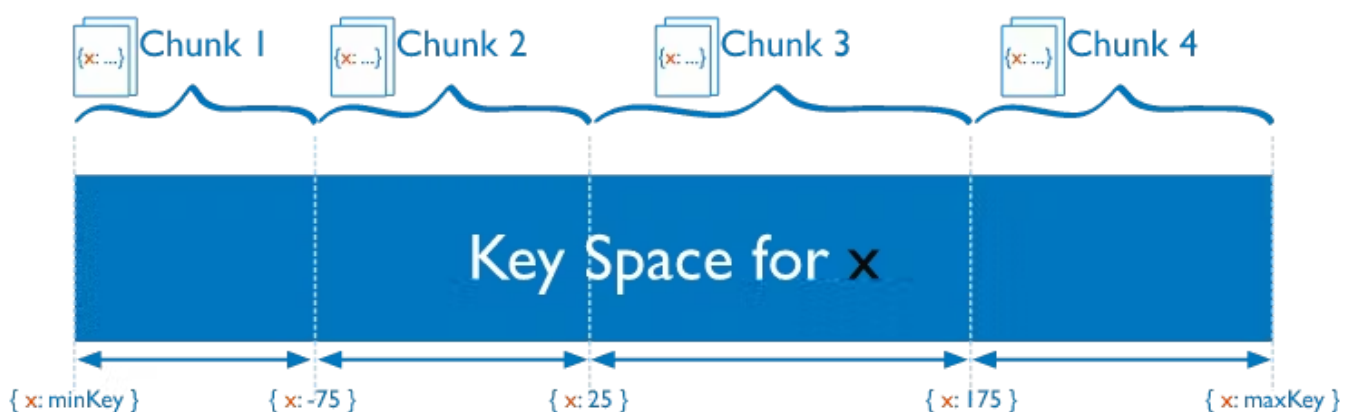 {x: ...} Chunk 1 {x: ...} Chunk 2 {x: ...} Chunk 3 {x: ...} Chunk 4
Key Space for x
{ x: minKey } { x: -75 } { x: 25 } { x: 175 } { x: maxKey }